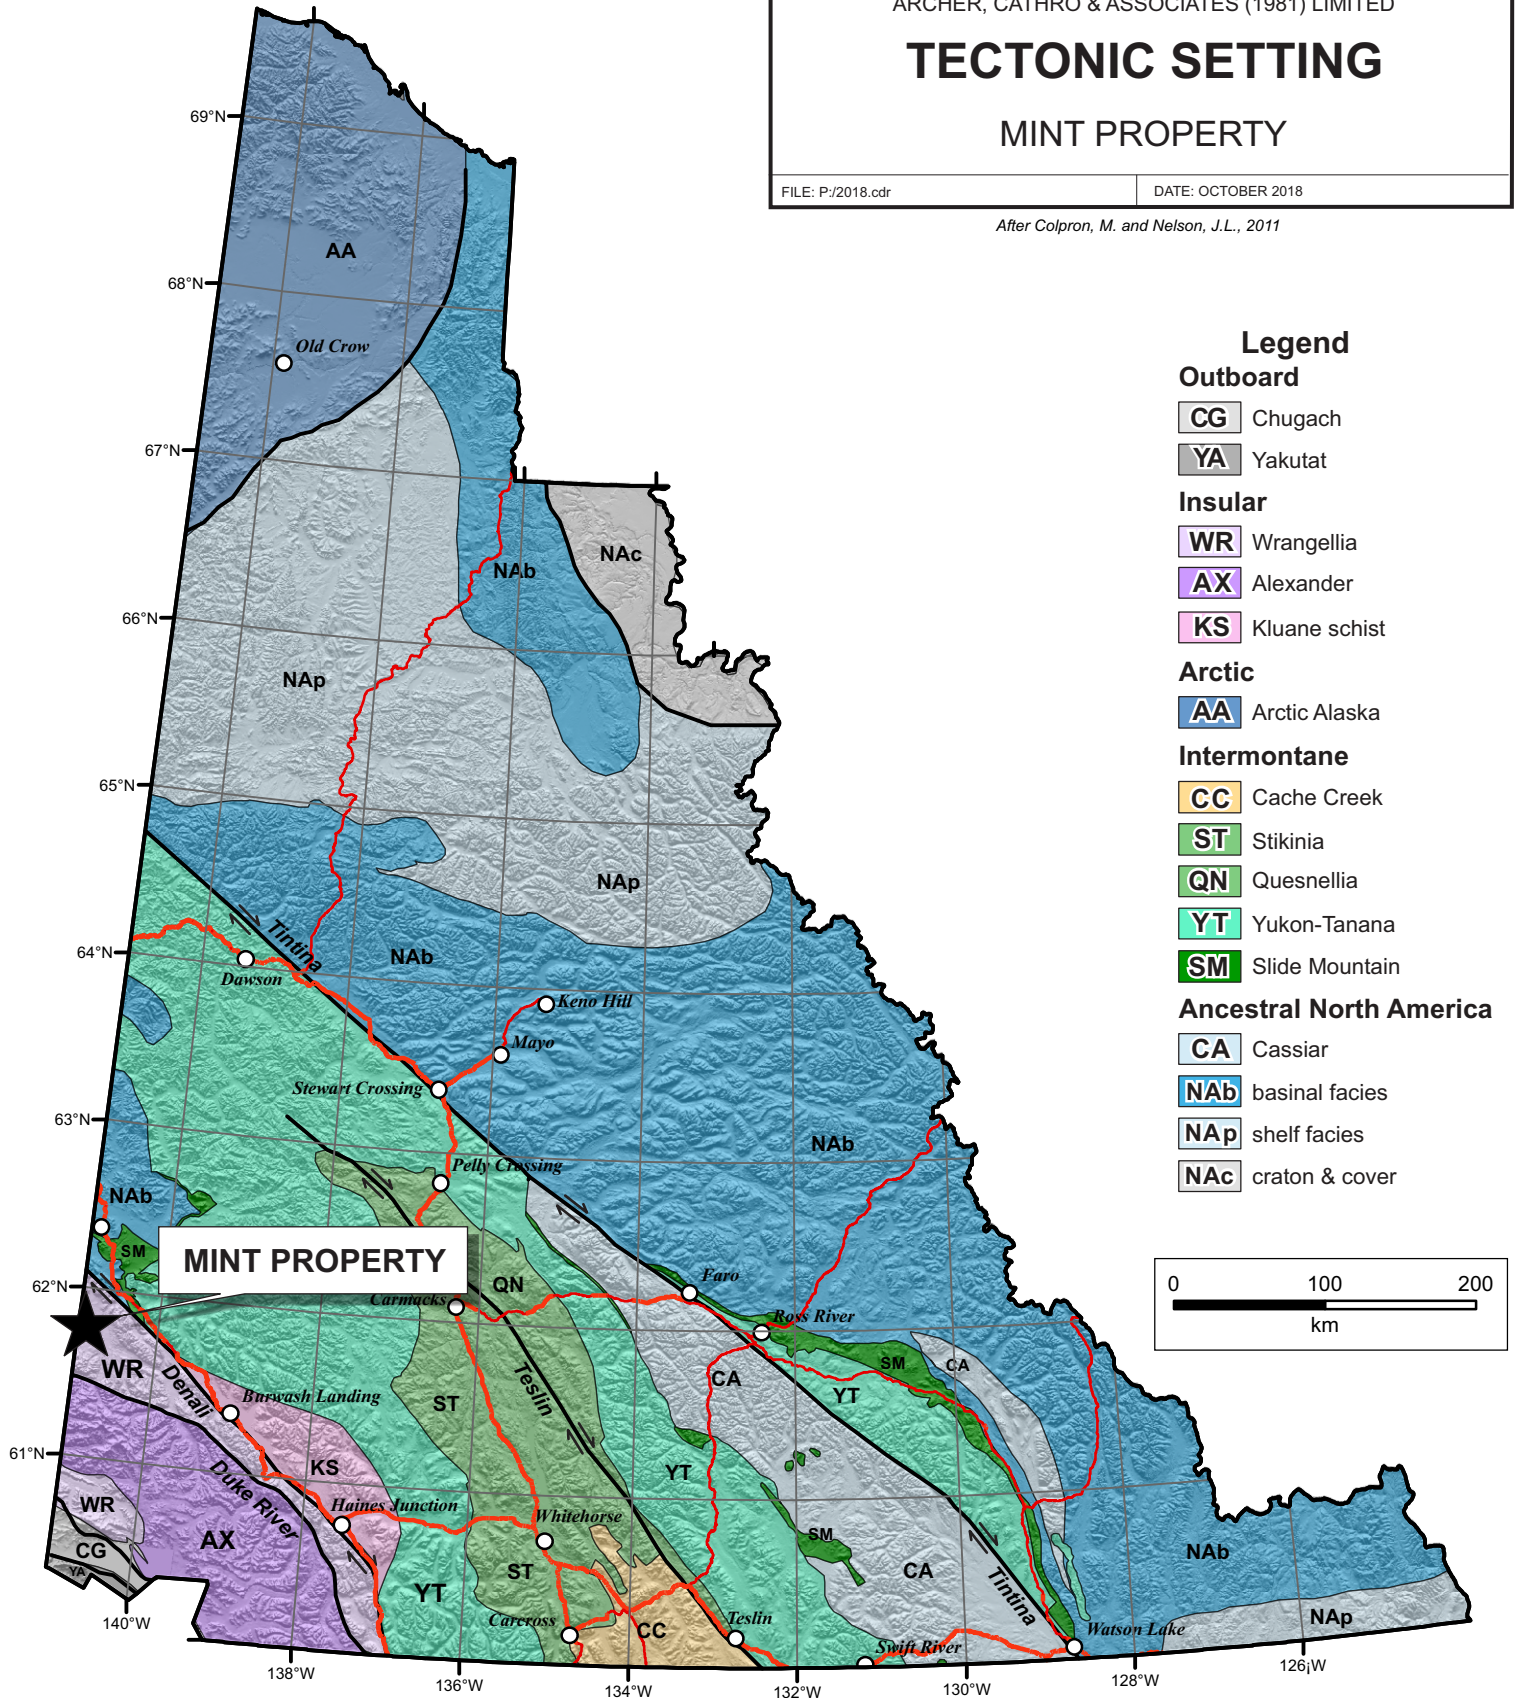 ARCHER, CATHRO & ASSOCIATES (1981) LIMITED
TECTONIC SETTING
MINT PROPERTY
FILE: P:/2018.cdr
DATE: OCTOBER 2018
After Colpron, M. and Nelson, J.L., 2011
Legend
Outboard
CG Chugach
YA Yakutat
Insular
WR Wrangellia
AX Alexander
KS Kluane schist
Arctic
AA Arctic Alaska
Intermontane
CC Cache Creek
ST Stikinia
QN Quesnellia
YT Yukon-Tanana
SM Slide Mountain
Ancestral North America
CA Cassiar
NAb basinal facies
NAp shelf facies
NAc craton & cover
0 100 200
km
69°N
AA
68°N
Old Crow
67°N
NAc
NAb
66°N
NAp
65°N
NAp
Tintina
64°N
NAb
Dawson
Keno Hill
Mayo
Stewart Crossing
63°N
NAb
Pelly Crossing
NAb
SM
MINT PROPERTY
62°N
QN
Faro
Carmacks
Ross River
SM
CA
WR
Denali
CA
YT
Teslin
Burwash Landing
ST
61°N
KS
YT
Duke River
WR
Haines Junction
Whitehorse
SM
AX
CG
YA
ST
CA
NAb
YT
Tintina
140°W
Carcross
CC
Teslin
Swift River
Watson Lake
NAp
138°W
136°W
134°W
132°W
130°W
128°W
126¡W